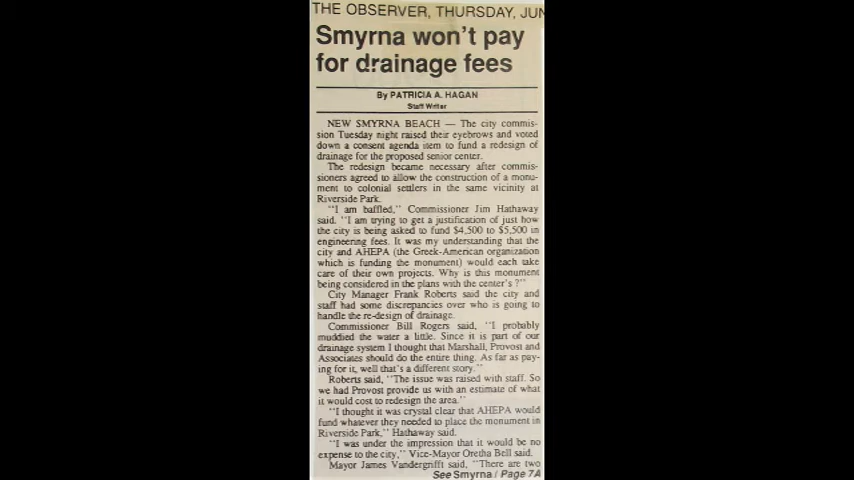 THE OBSERVER, THURSDAY, JUN
Smyrna won't pay
for drainage fees
By PATRICIA A. HAGAN
Staff Writer
NEW SMYRNA BEACH — The city commis-
sion Tuesday night raised their eyebrows and voted
down a consent agenda item to fund a redesign of
drainage for the proposed senior center.
The redesign became necessary after commis-
sioners agreed to allow the construction of a monu-
ment to colonial settlers in the same vicinity at
Riverside Park.
"I am baffled," Commissioner Jim Hathaway
said. "I am trying to get a justification of just how
the city is being asked to fund $4,500 to $5,500 in
engineering fees. It was my understanding that the
city and AHEPA (the Greek-American organization
which is funding the monument) would each take
care of their own projects. Why is this monument
being considered in the plans with the center's ?"
City Manager Frank Roberts said the city and
staff had some discrepancies over who is going to
handle the re-design of drainage.
Commissioner Bill Rogers said, "I probably
muddied the water a little. Since it is part of our
drainage system I thought that Marshall, Provost and
Associates should do the entire thing. As far as pay-
ing for it, well that's a different story."
Roberts said, "The issue was raised with staff. So
we had Provost provide us with an estimate of what
it would cost to redesign the area."
"I thought it was crystal clear that AHEPA would
fund whatever they needed to place the monument in
Riverside Park," Hathaway said.
"I was under the impression that it would be no
expense to the city," Vice-Mayor Oretha Bell said.
Mayor James Vandergrifft said, "There are two
See Smyrna / Page 7A